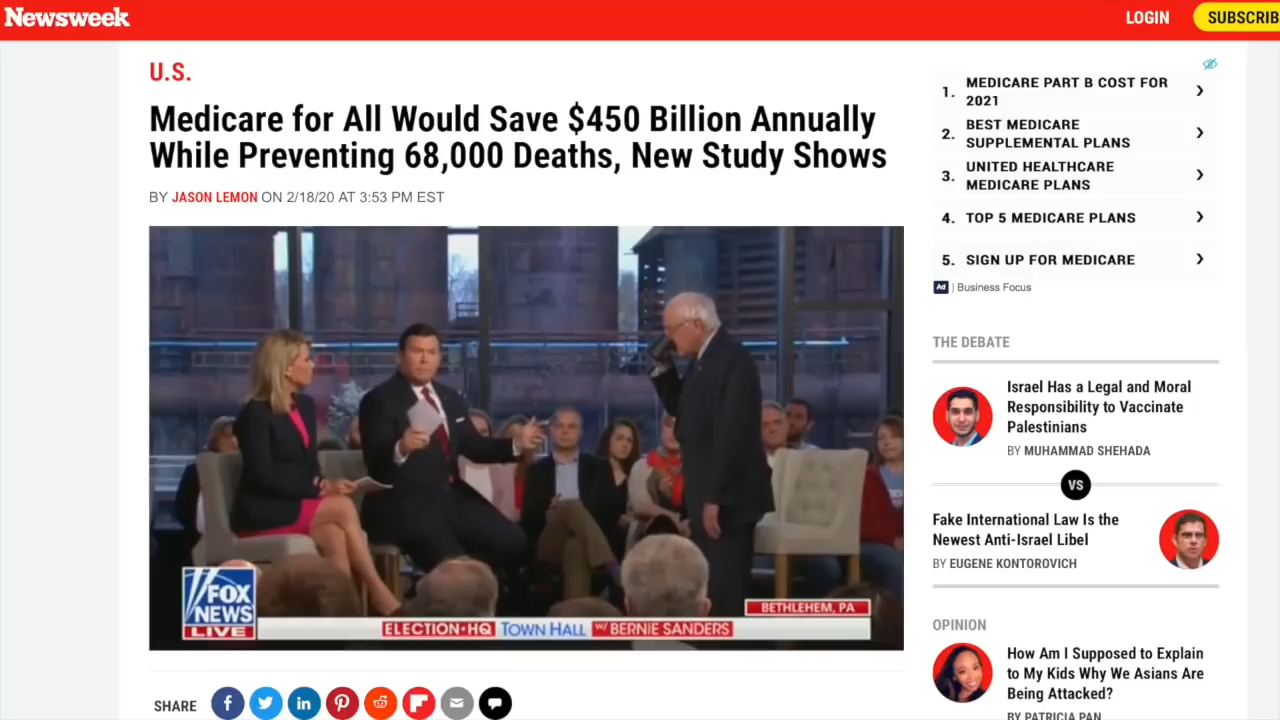 Newsweek
LOGIN
SUBSCRIB
U.S.
Medicare for All Would Save $450 Billion Annually
While Preventing 68,000 Deaths, New Study Shows
BY JASON LEMON ON 2/18/20 AT 3:53 PM EST
FOX
NEWS
LIVE
BETHLEHEM, PA
ELECTION HQ TOWN HALL W/ BERNIE SANDERS
SHARE
1. MEDICARE PART B COST FOR
2021
2. BEST MEDICARE
SUPPLEMENTAL PLANS
3. UNITED HEALTHCARE
MEDICARE PLANS
4. TOP 5 MEDICARE PLANS
5. SIGN UP FOR MEDICARE
Ad | Business Focus
THE DEBATE
Israel Has a Legal and Moral
Responsibility to Vaccinate
Palestinians
BY MUHAMMAD SHEHADA
VS
Fake International Law Is the
Newest Anti-Israel Libel
BY EUGENE KONTOROVICH
OPINION
How Am I Supposed to Explain
to My Kids Why We Asians Are
Being Attacked?
BY PATRICIA PAN